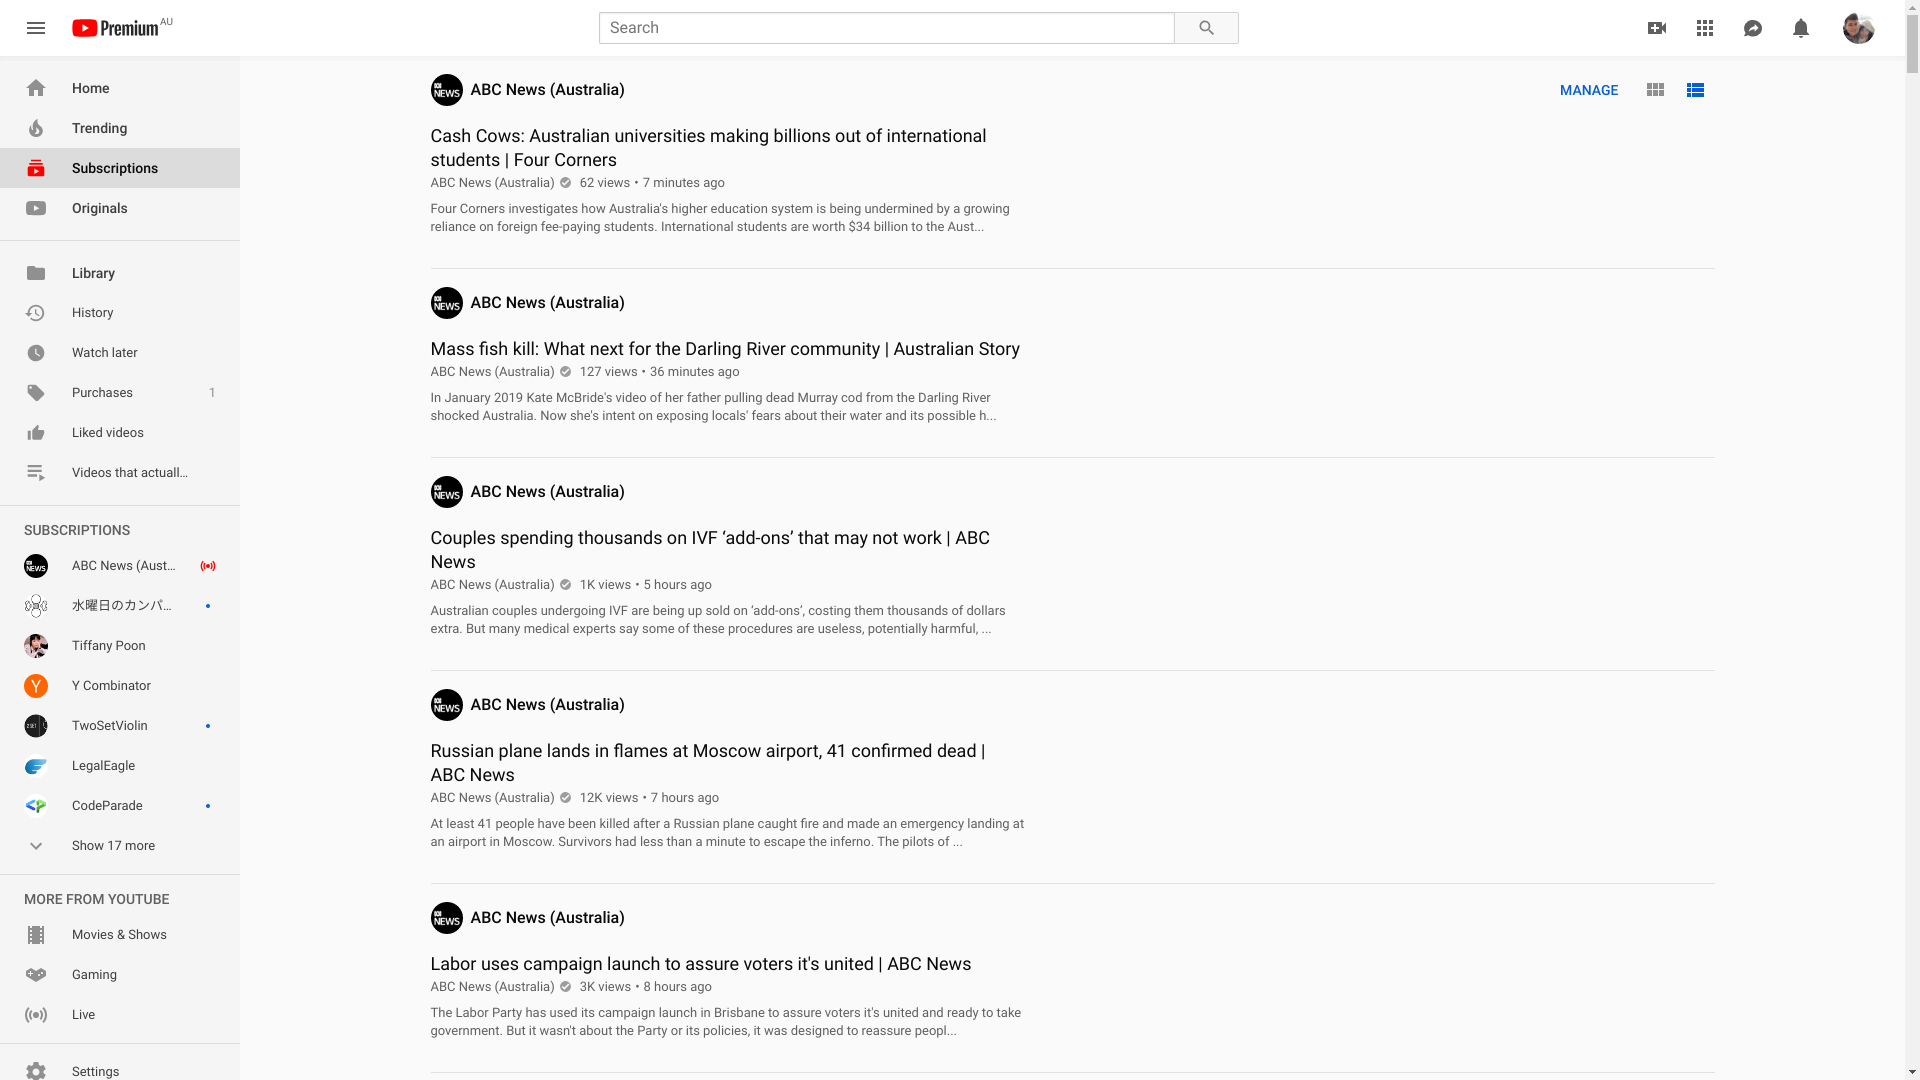 Premium AU
Search
Home
Trending
Subscriptions
Originals
Library
History
Watch later
Purchases 1
Liked videos
Videos that actuall...
SUBSCRIPTIONS
ABC News (Aust...
水曜日のカンパ...
Tiffany Poon
Y Combinator
TwoSetViolin
LegalEagle
CodeParade
Show 17 more
MORE FROM YOUTUBE
Movies & Shows
Gaming
Live
Settings
MANAGE
NEWS ABC News (Australia)
Cash Cows: Australian universities making billions out of international
students | Four Corners
ABC News (Australia) 62 views • 7 minutes ago
Four Corners investigates how Australia's higher education system is being undermined by a growing
reliance on foreign fee-paying students. International students are worth $34 billion to the Aust...
NEWS ABC News (Australia)
Mass fish kill: What next for the Darling River community | Australian Story
ABC News (Australia) 127 views • 36 minutes ago
In January 2019 Kate McBride's video of her father pulling dead Murray cod from the Darling River
shocked Australia. Now she's intent on exposing locals' fears about their water and its possible h...
NEWS ABC News (Australia)
Couples spending thousands on IVF ‘add-ons’ that may not work | ABC
News
ABC News (Australia) 1K views • 5 hours ago
Australian couples undergoing IVF are being up sold on ‘add-ons’, costing them thousands of dollars
extra. But many medical experts say some of these procedures are useless, potentially harmful, ...
NEWS ABC News (Australia)
Russian plane lands in flames at Moscow airport, 41 confirmed dead |
ABC News
ABC News (Australia) 12K views • 7 hours ago
At least 41 people have been killed after a Russian plane caught fire and made an emergency landing at
an airport in Moscow. Survivors had less than a minute to escape the inferno. The pilots of ...
NEWS ABC News (Australia)
Labor uses campaign launch to assure voters it's united | ABC News
ABC News (Australia) 3K views • 8 hours ago
The Labor Party has used its campaign launch in Brisbane to assure voters it's united and ready to take
government. But it wasn't about the Party or its policies, it was designed to reassure peopl...